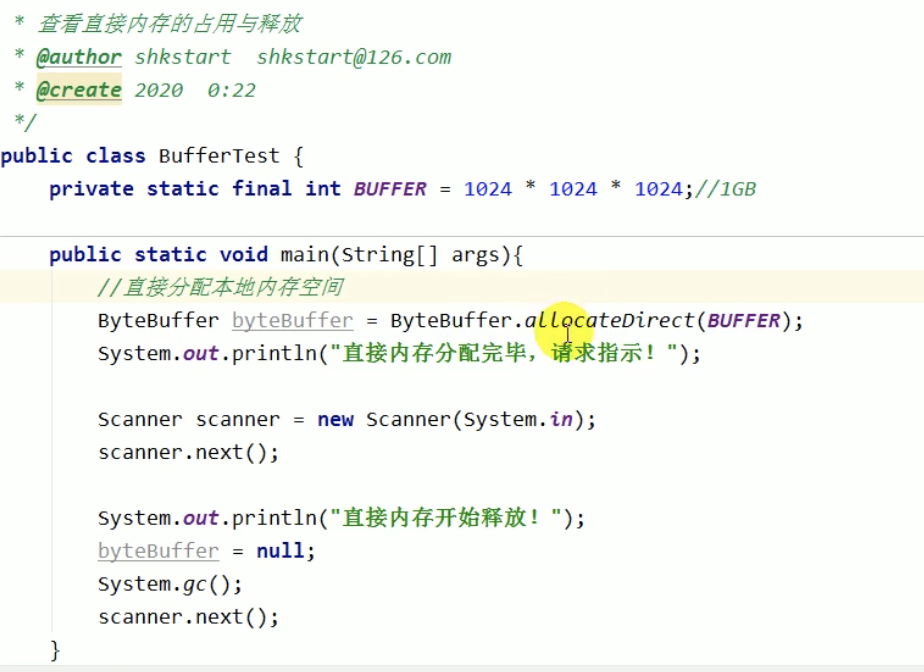 * 查看直接内存的占用与释放
* @author shkstart  shkstart@126.com
* @create 2020  0:22
*/
public class BufferTest {
    private static final int BUFFER = 1024 * 1024 * 1024;//1GB
    public static void main(String[] args){
        //直接分配本地内存空间
        ByteBuffer byteBuffer = ByteBuffer.allocateDirect(BUFFER);
        System.out.println("直接内存分配完毕，请求指示！");
        Scanner scanner = new Scanner(System.in);
        scanner.next();
        System.out.println("直接内存开始释放！");
        byteBuffer = null;
        System.gc();
        scanner.next();
    }